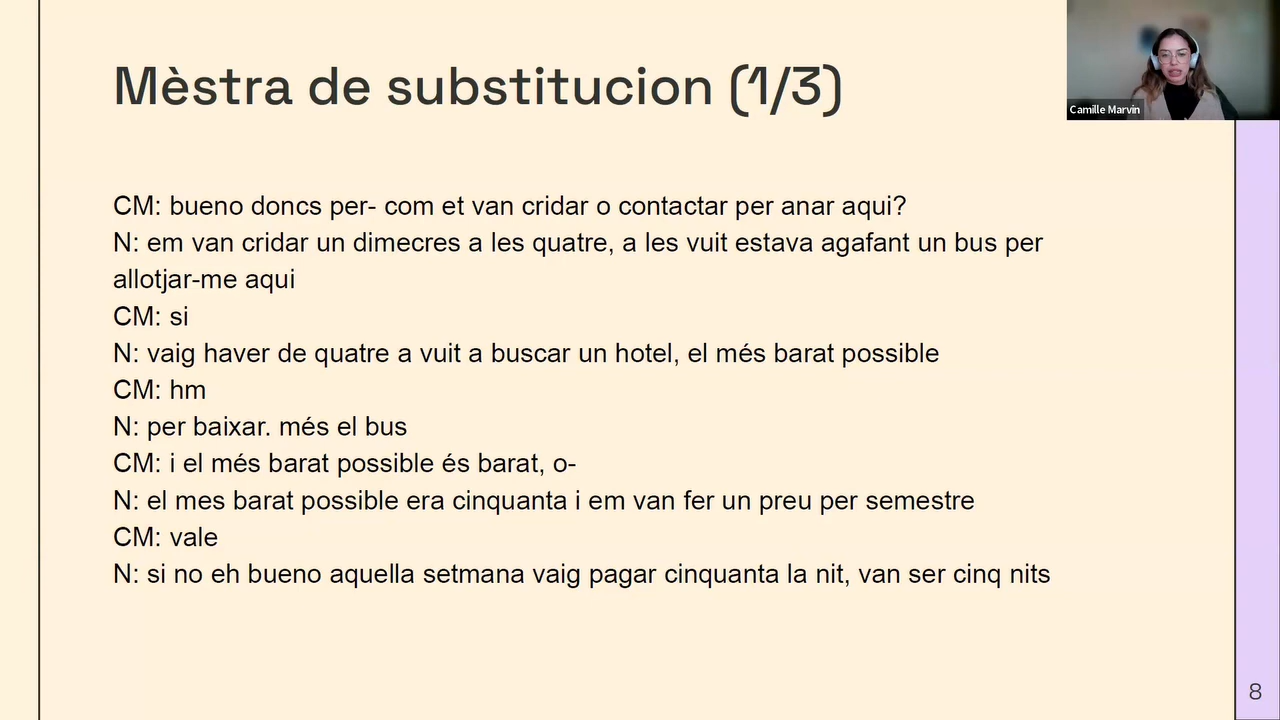 Mèstra de substitucion (1/3)
Camille Marvin
CM: bueno doncs per- com et van cridar o contactar per anar aqui?
N: em van cridar un dimecres a les quatre, a les vuit estava agafant un bus per
allotjar-me aqui
CM: si
N: vaig haver de quatre a vuit a buscar un hotel, el més barat possible
CM: hm
N: per baixar. més el bus
CM: i el més barat possible és barat, o-
N: el mes barat possible era cinquanta i em van fer un preu per semestre
CM: vale
N: si no eh bueno aquella setmana vaig pagar cinquanta la nit, van ser cinq nits
8